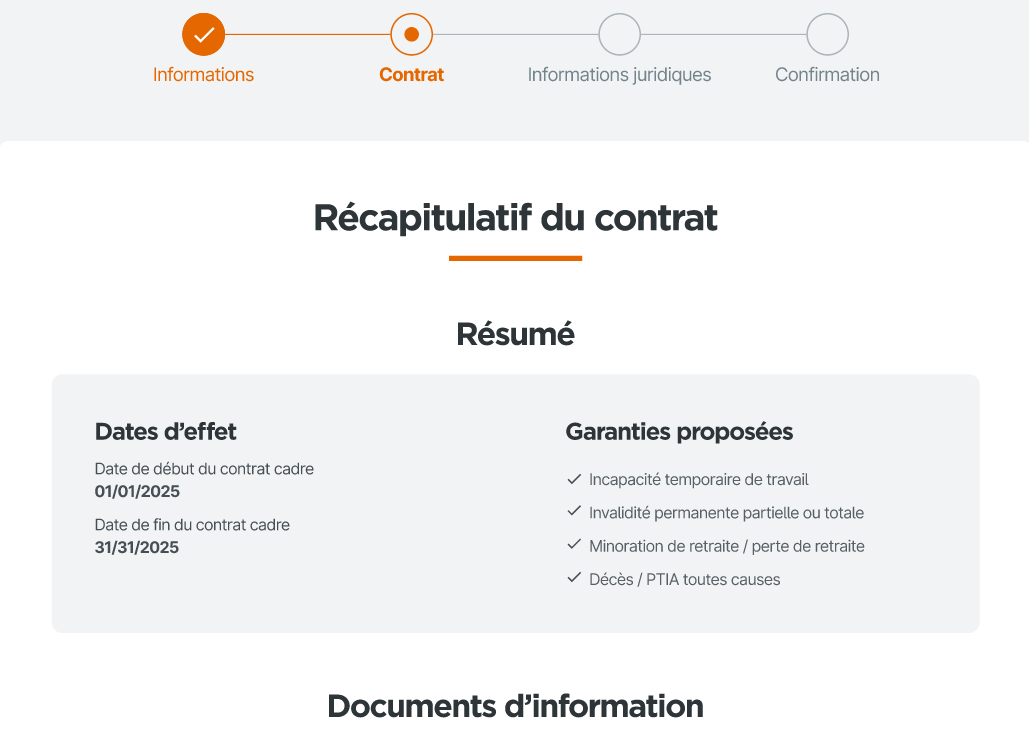 Informations
Contrat
Informations juridiques
Confirmation
Récapitulatif du contrat
Résumé
Dates d’effet
Date de début du contrat cadre
01/01/2025
Date de fin du contrat cadre
31/31/2025
Garanties proposées
Incapacité temporaire de travail
Invalidité permanente partielle ou totale
Minoration de retraite / perte de retraite
Décès / PTIA toutes causes
Documents d’information